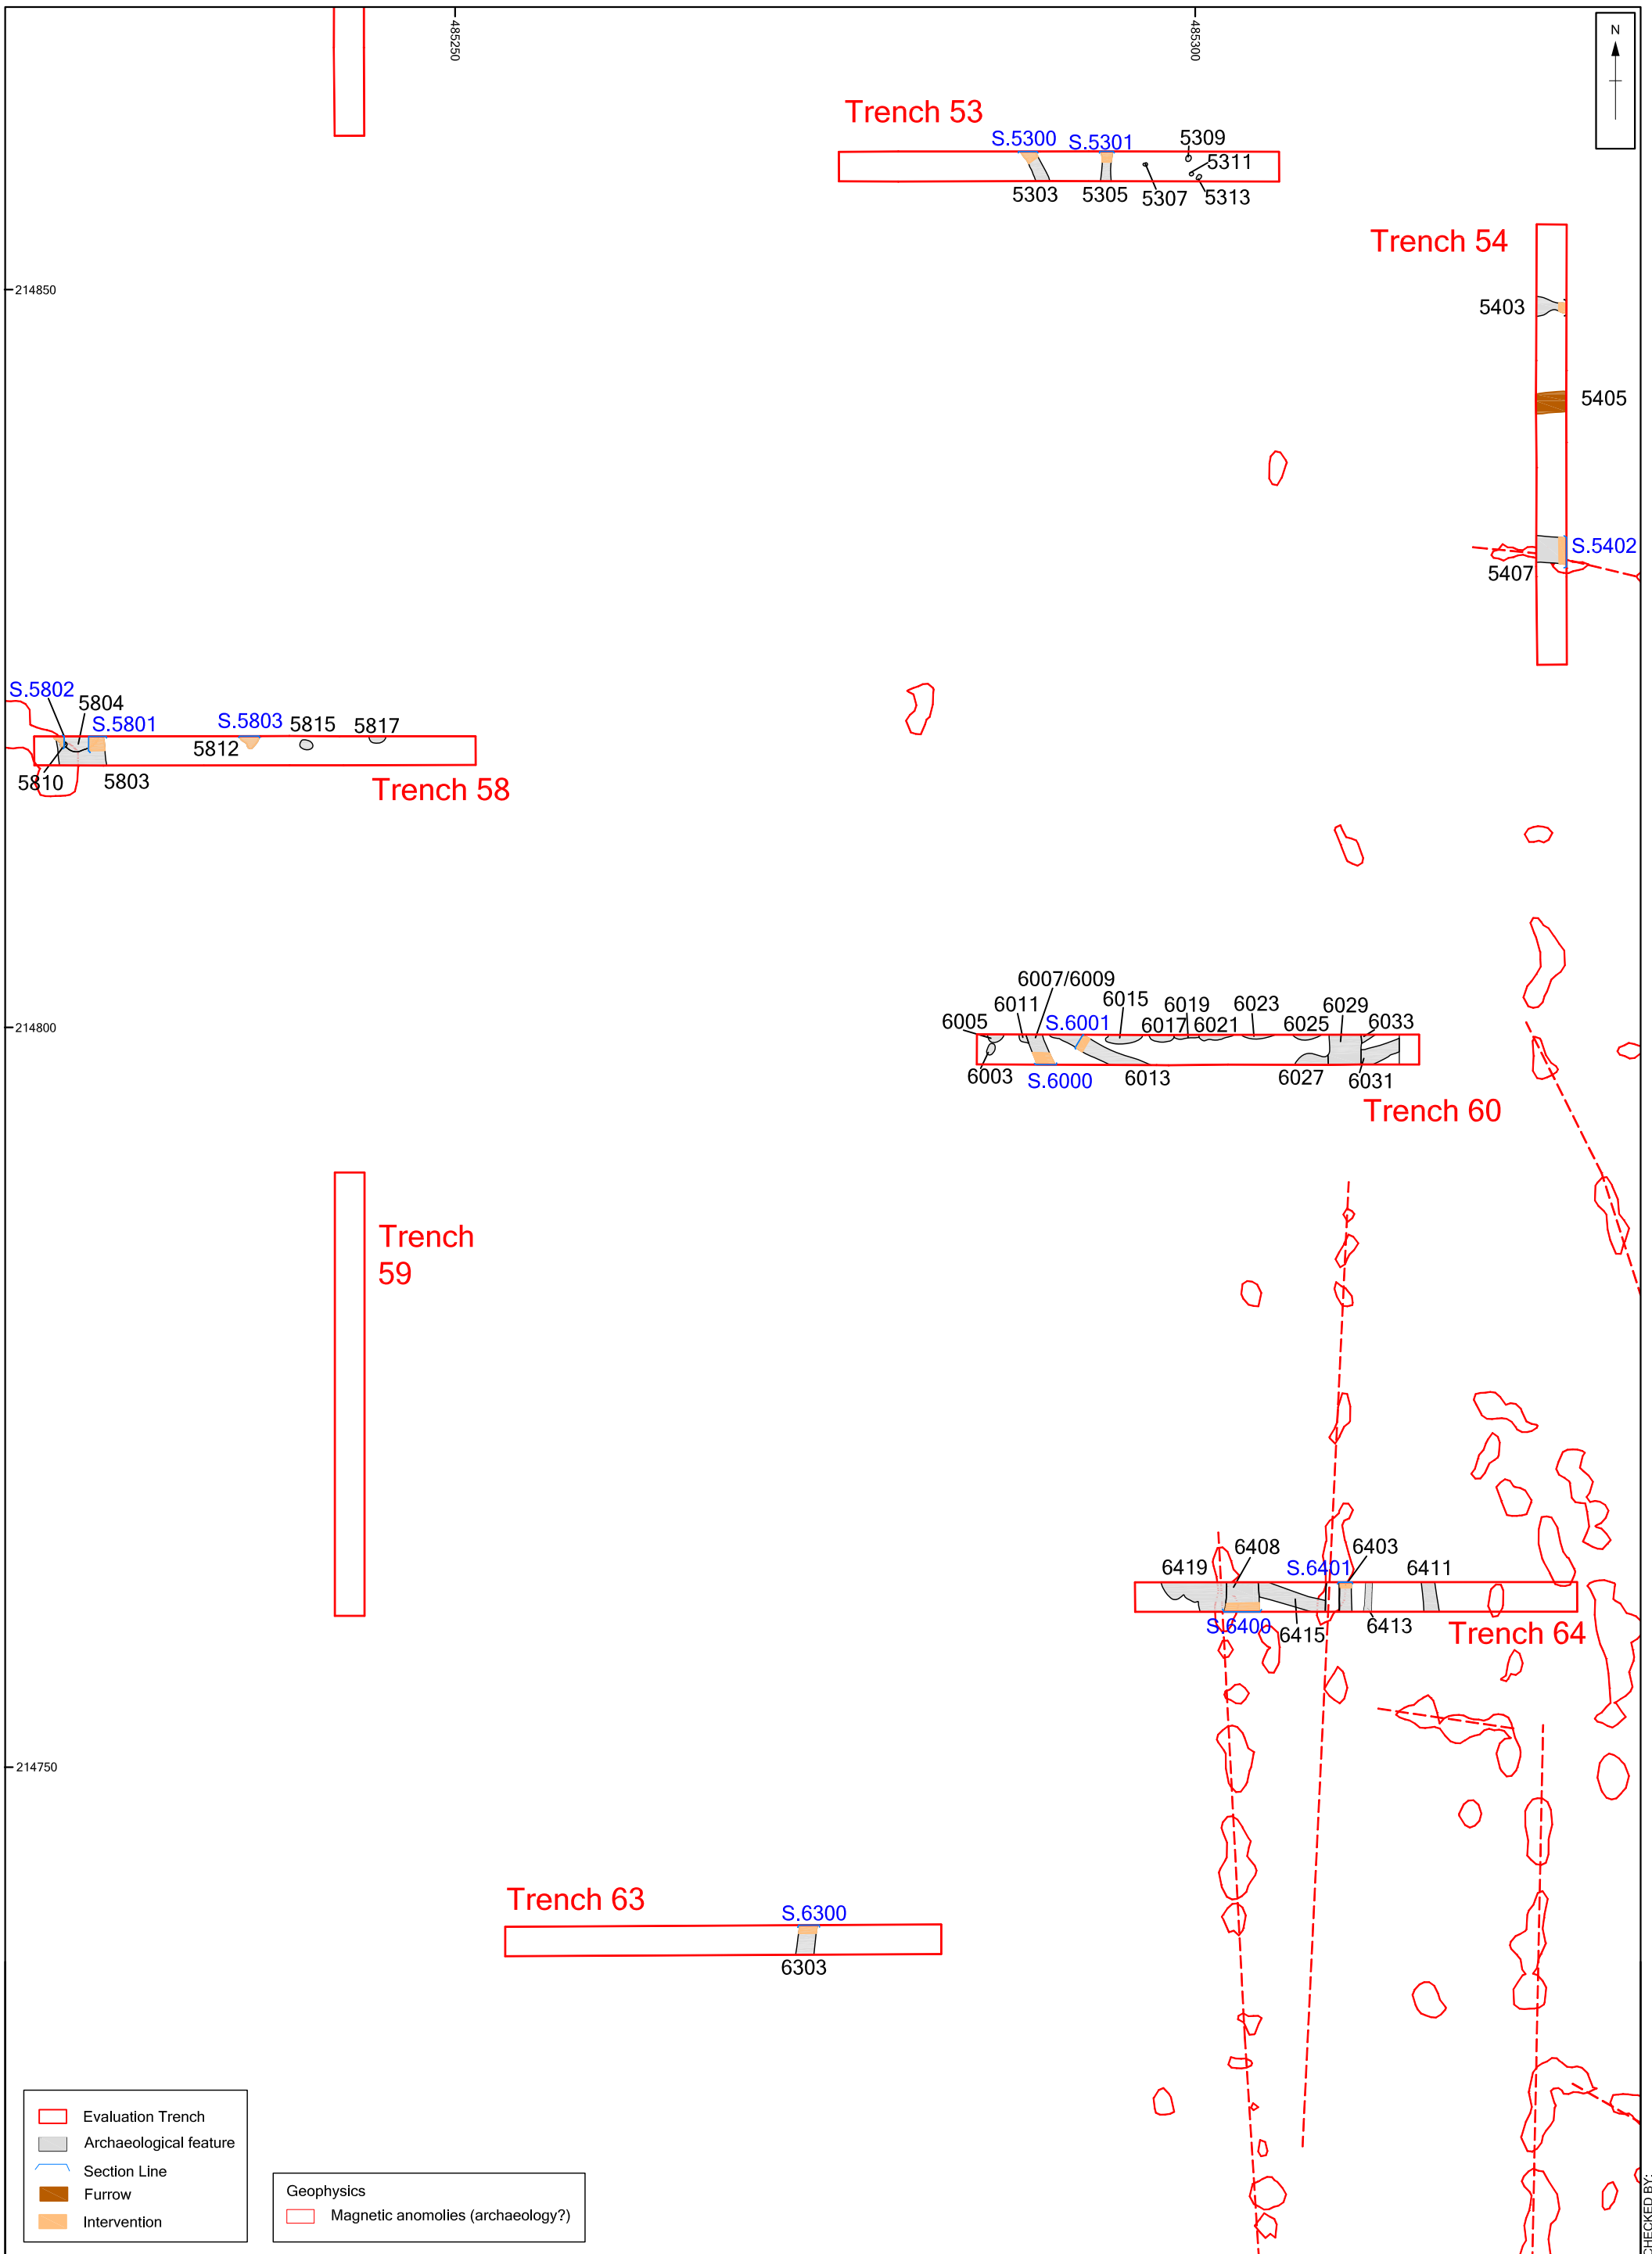 485250
485300
N
Trench 53
S.5300
S.5301
5309
5311
5303
5305
5307
5313
Trench 54
214850
5403
5405
S.5402
5407
S.5802
5804
S.5801
S.5803
5815
5817
5812
5810
5803
Trench 58
6007/6009
6011
6015
6019
6023
6029
6005
S.6001
6017
6021
6025
6033
214800
6003
S.6000
6013
6027
6031
Trench 60
Trench
59
6408
6403
6419
S.6401
6411
S.6400
6415
6413
Trench 64
214750
Trench 63
S.6300
6303
Evaluation Trench
Archaeological feature
Section Line
Furrow
Intervention
Geophysics
Magnetic anomolies (archaeology?)
CHECKED BY: